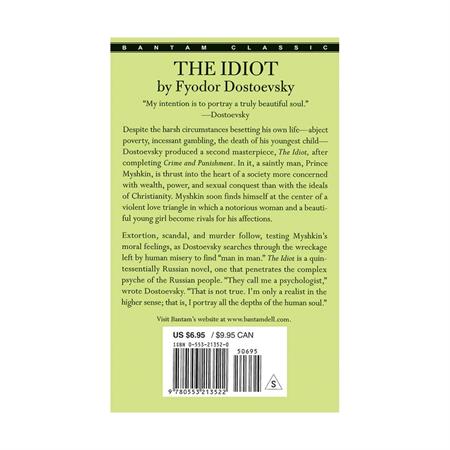 BANTAM CLASSIC
THE IDIOT
by Fyodor Dostoevsky
“My intention is to portray a truly beautiful soul.”
—Dostoevsky
Despite the harsh circumstances besetting his own life—abject
poverty, incessant gambling, the death of his youngest child—
Dostoevsky produced a second masterpiece, The Idiot, after
completing Crime and Punishment. In it, a saintly man, Prince
Myshkin, is thrust into the heart of a society more concerned
with wealth, power, and sexual conquest than with the ideals
of Christianity. Myshkin soon finds himself at the center of a
violent love triangle in which a notorious woman and a beauti-
ful young girl become rivals for his affections.
Extortion, scandal, and murder follow, testing Myshkin’s
moral feelings, as Dostoevsky searches through the wreckage
left by human misery to find “man in man.” The Idiot is a quin-
tessentially Russian novel, one that penetrates the complex
psyche of the Russian people. “They call me a psychologist,”
wrote Dostoevsky. “That is not true. I’m only a realist in the
higher sense; that is, I portray all the depths of the human soul.”
Visit Bantam’s website at www.bantamdell.com.
US $6.95 / $9.95 CAN
ISBN 0-553-21352-0
50695
9 780553 213522
S